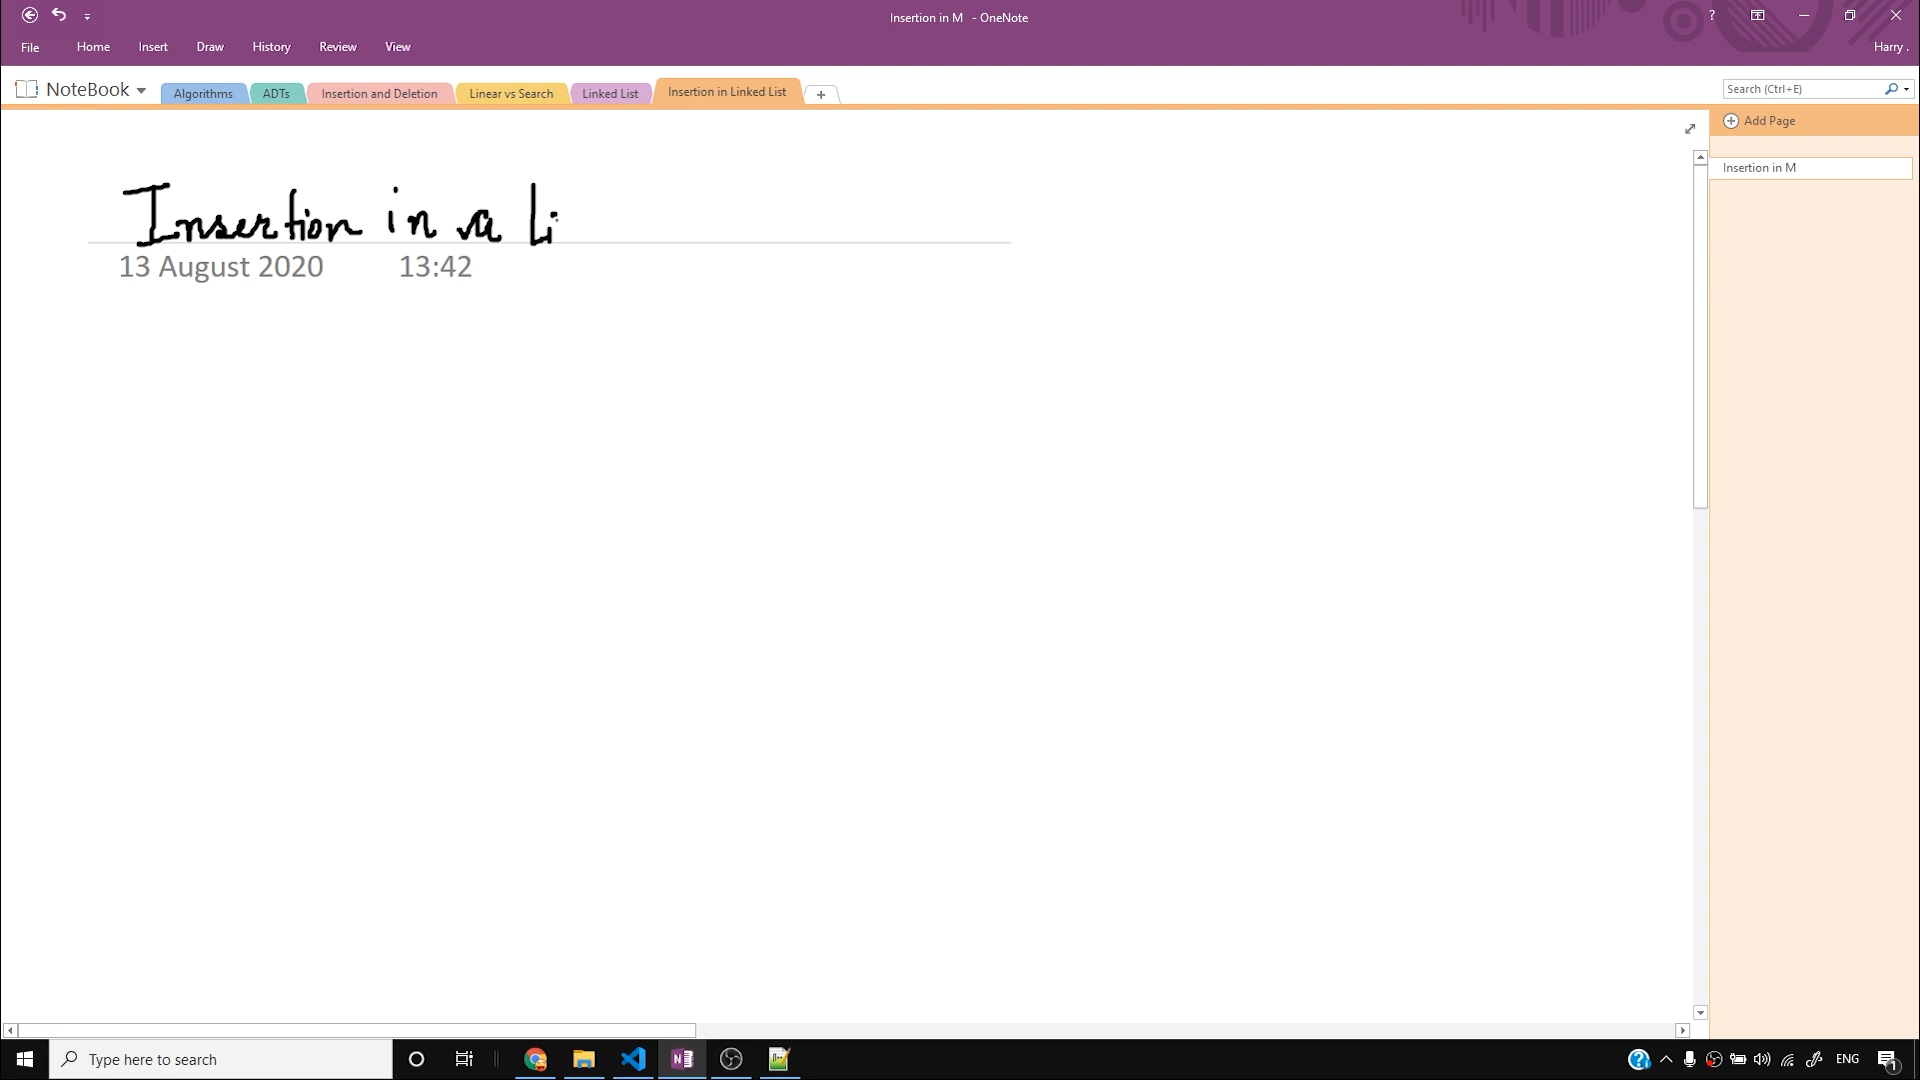 Insertion in M - OneNote
?
File Home Insert Draw History Review View Harry .
NoteBook Algorithms ADTs Insertion and Deletion Linear vs Search Linked List Insertion in Linked List + Search (Ctrl+E)
Add Page
Insertion in M
Insertion in a Li
13 August 2020 13:42
Type here to search ENG 1